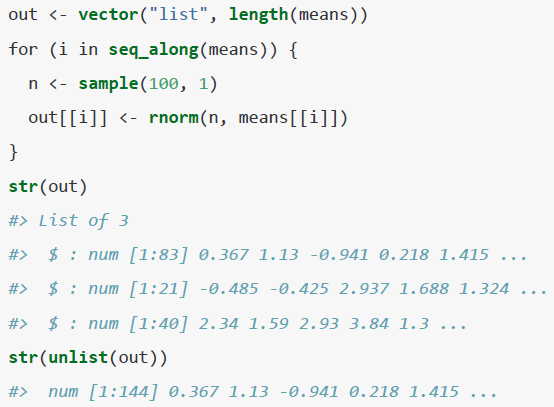 out <- vector("list", length(means))
for (i in seq_along(means)) {
  n <- sample(100, 1)
  out[[i]] <- rnorm(n, means[[i]])
}
str(out)
#> List of 3
#>  $ : num [1:83] 0.367 1.13 -0.941 0.218 1.415 ...
#>  $ : num [1:21] -0.485 -0.425 2.937 1.688 1.324 ...
#>  $ : num [1:40] 2.34 1.59 2.93 3.84 1.3 ...
str(unlist(out))
#>  num [1:144] 0.367 1.13 -0.941 0.218 1.415 ...